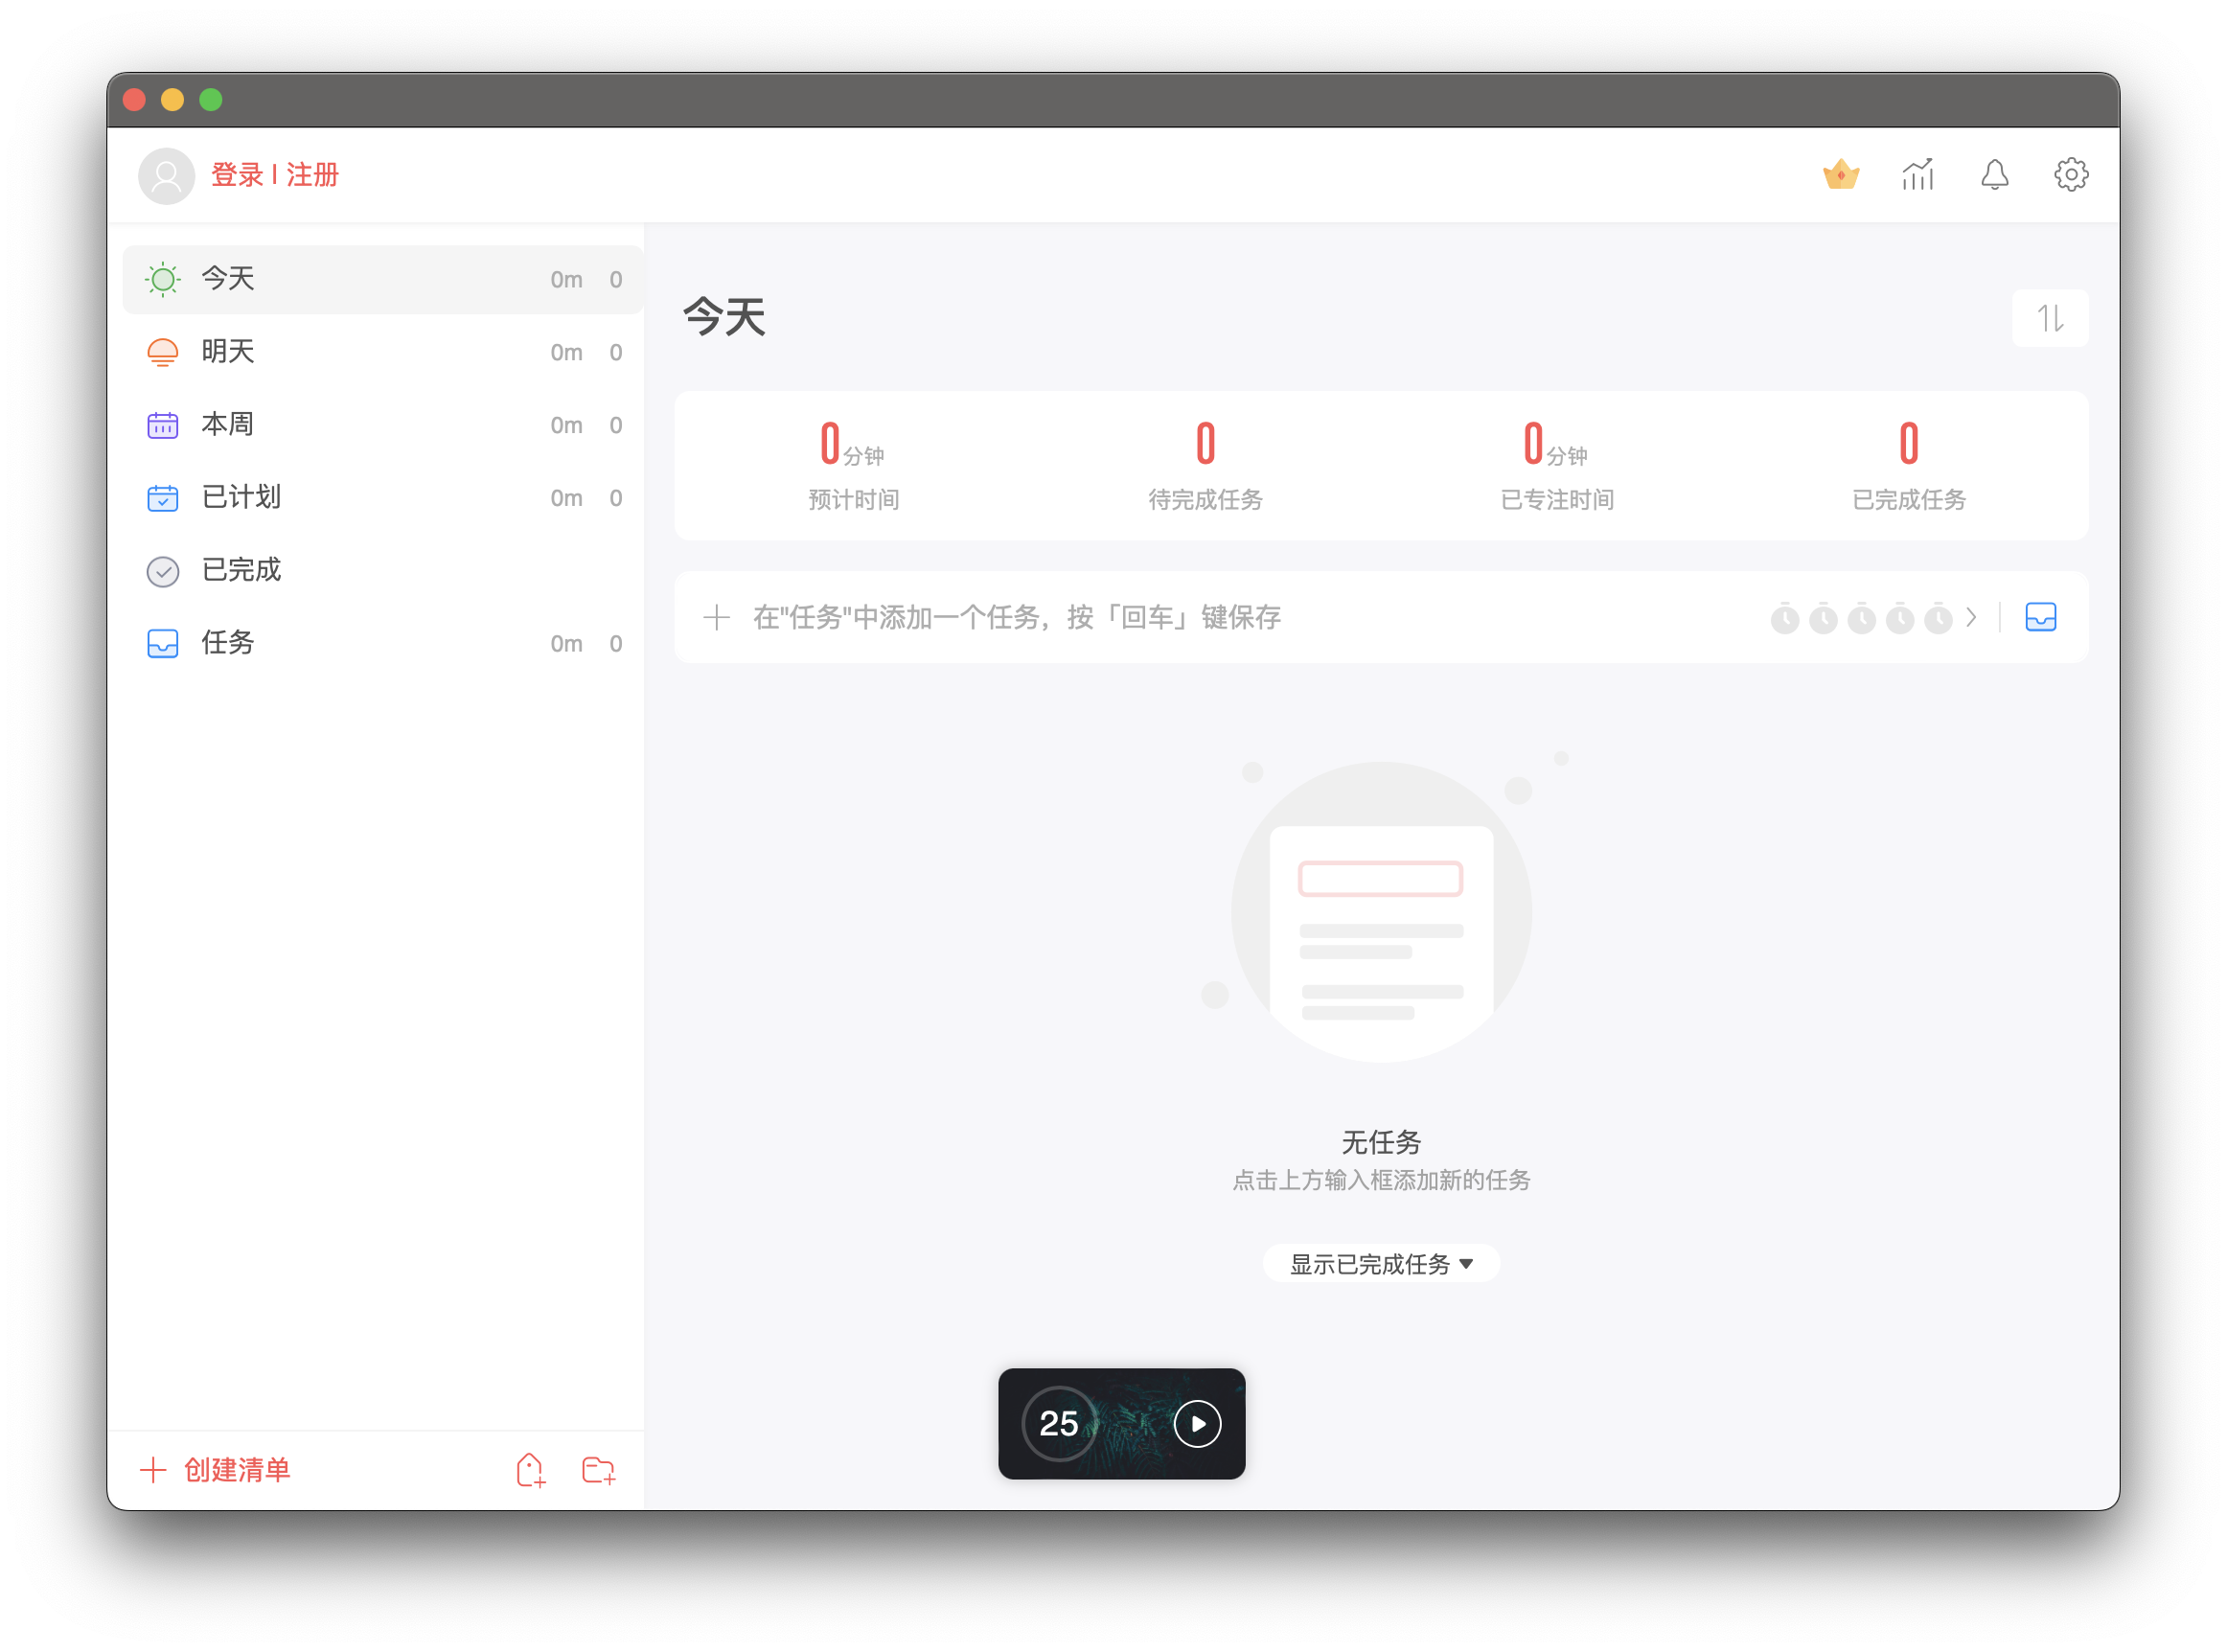 登录 | 注册
今天 0m 0
明天 0m 0
本周 0m 0
已计划 0m 0
已完成
任务 0m 0
创建清单
今天
0分钟 0 0分钟 0
预计时间 待完成任务 已专注时间 已完成任务
在"任务"中添加一个任务，按「回车」键保存
无任务
点击上方输入框添加新的任务
显示已完成任务
25